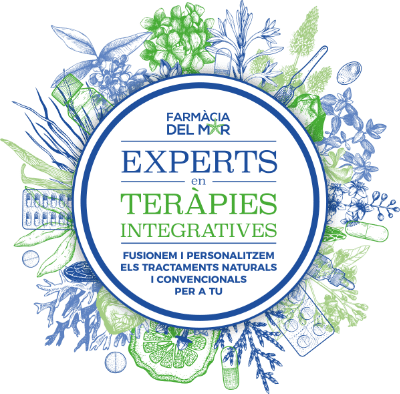 FARMÀCIA
DEL MAR
EXPERTS
en
TERÀPIES
INTEGRATIVES
FUSIONEM I PERSONALITZEM
ELS TRACTAMENTS NATURALS
I CONVENCIONALS
PER A TU